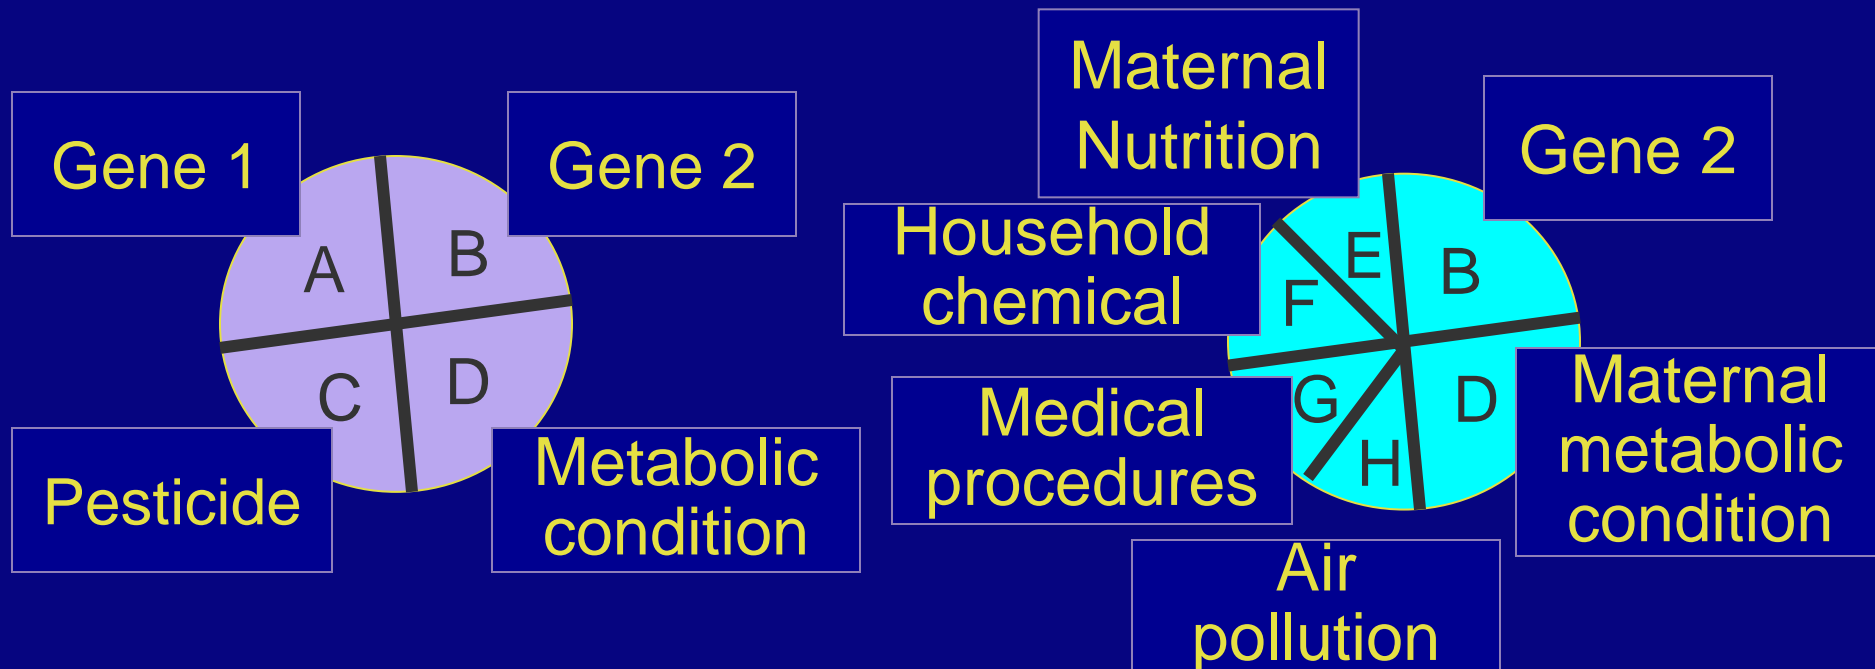 Gene 1
Gene 2
A
B
C
D
Pesticide
Metabolic
condition
Maternal
Nutrition
Gene 2
Household
chemical
E
B
F
G
D
H
Medical
procedures
Maternal
metabolic
condition
Air
pollution